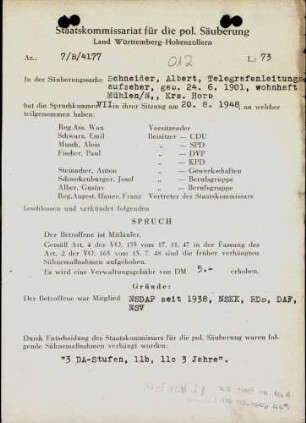 Staatskommissariat für die pol. Säuberung
Land Württemberg-Hohenzollern
Az.: 7/B/4177 012 L: 73
In der Säuberungssache Schneider, Albert, Telegrefenleitungs
aufseher, geb. 24. 6. 1901, wohnheft
Mühlen/N., Krs. Horb
hat die Spruchkammer VII in ihrer Sitzung am 20. 8. 1948, an welcher
teilgenommen haben:
Reg.Ass. Wax Vorsitzender
Schwarz, Emil Beisitzer — CDU
Munch, Alois „ — SPD
Fischer, Paul „ — DVP
„ — KPD
Steimacher, Anton „ — Gewerkschaften
Schneckenburger, Josef „ — Berufsgruppe
Alber, Gustav „ — Berufsgruppe
Reg.Angest. Hauer, Franz Vertreter des Staatskommissars
beschlossen und verkündet folgenden
SPRUCH
Der Betroffene ist Mitläufer.
Gemäß Art. 4 der VO. 133 vom 17. 11. 47 in der Fassung des
Art. 2 der VO. 165 vom 13. 7. 48 sind die früher verhängten
Sühnemaßnahmen aufgehoben.
Es wird eine Verwaltungsgebühr von DM 5.- erhoben.
Gründe:
Der Betroffene war Mitglied NSDAP seit 1938, NSKK, RDB, DAF,
NSV
Durch Entscheidung des Staatskommissars für die pol. Säuberung waren fol-
gende Sühnemaßnahmen verhängt worden:
"3 DA-Stufen, 11b, 11c 3 Jahre".